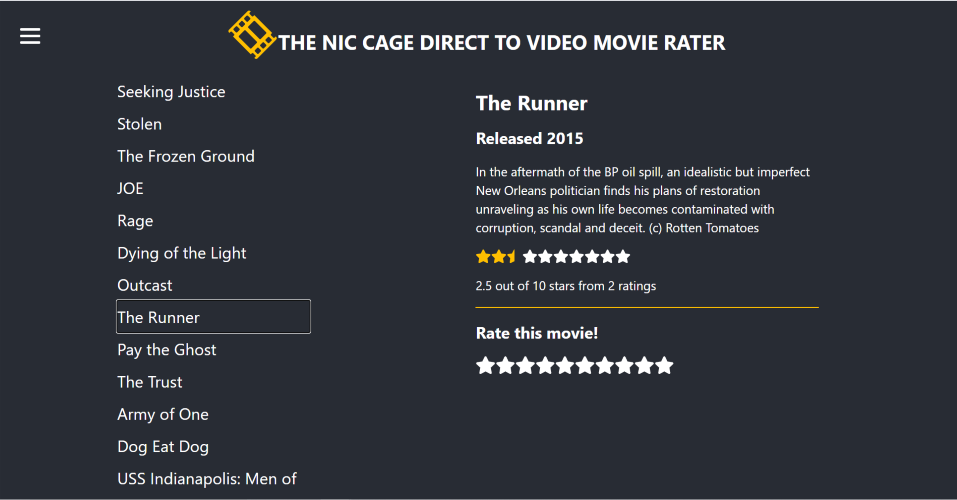 THE NIC CAGE DIRECT TO VIDEO MOVIE RATER
Seeking Justice
Stolen
The Frozen Ground
JOE
Rage
Dying of the Light
Outcast
The Runner
Pay the Ghost
The Trust
Army of One
Dog Eat Dog
USS Indianapolis: Men of
The Runner
Released 2015
In the aftermath of the BP oil spill, an idealistic but imperfect
New Orleans politician finds his plans of restoration
unraveling as his own life becomes contaminated with
corruption, scandal and deceit. (c) Rotten Tomatoes
2.5 out of 10 stars from 2 ratings
Rate this movie!